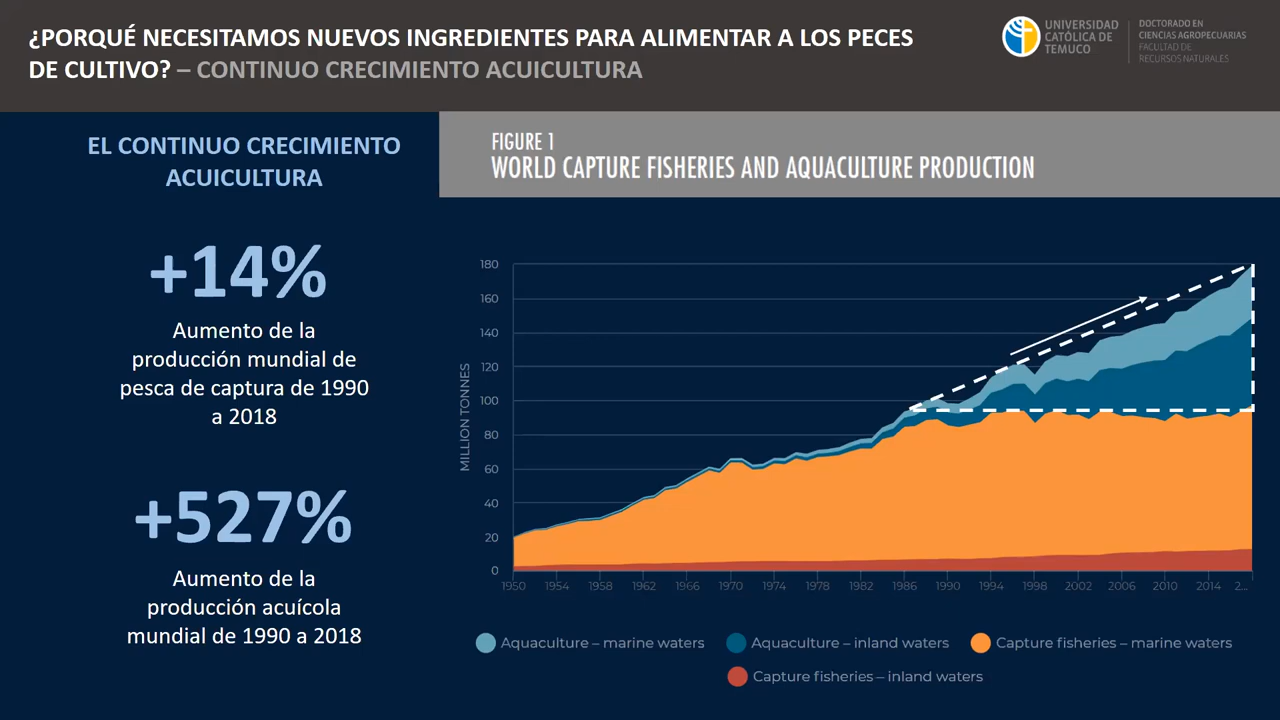 ¿PORQUÉ NECESITAMOS NUEVOS INGREDIENTES PARA ALIMENTAR A LOS PECES
DE CULTIVO? – CONTINUO CRECIMIENTO ACUICULTURA
UNIVERSIDAD
CATÓLICA DE
TEMUCO
DOCTORADO EN
CIENCIAS AGROPECUARIAS
FACULTAD DE
RECURSOS NATURALES
EL CONTINUO CRECIMIENTO
ACUICULTURA
+14%
Aumento de la
producción mundial de
pesca de captura de 1990
a 2018
+527%
Aumento de la
producción acuícola
mundial de 1990 a 2018
FIGURE 1
WORLD CAPTURE FISHERIES AND AQUACULTURE PRODUCTION
MILLION TONNES
180
160
140
120
100
80
60
40
20
0
1950 1954 1958 1962 1966 1970 1974 1978 1982 1986 1990 1994 1998 2002 2006 2010 2014 2...
Aquaculture – marine waters
Aquaculture – inland waters
Capture fisheries – marine waters
Capture fisheries – inland waters